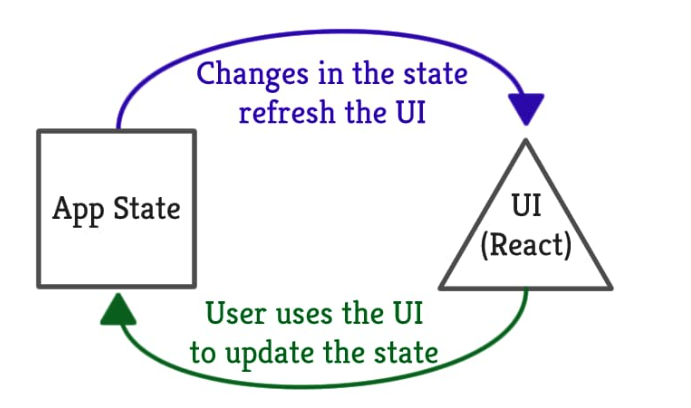 Changes in the state
refresh the UI
App State
UI
(React)
User uses the UI
to update the state